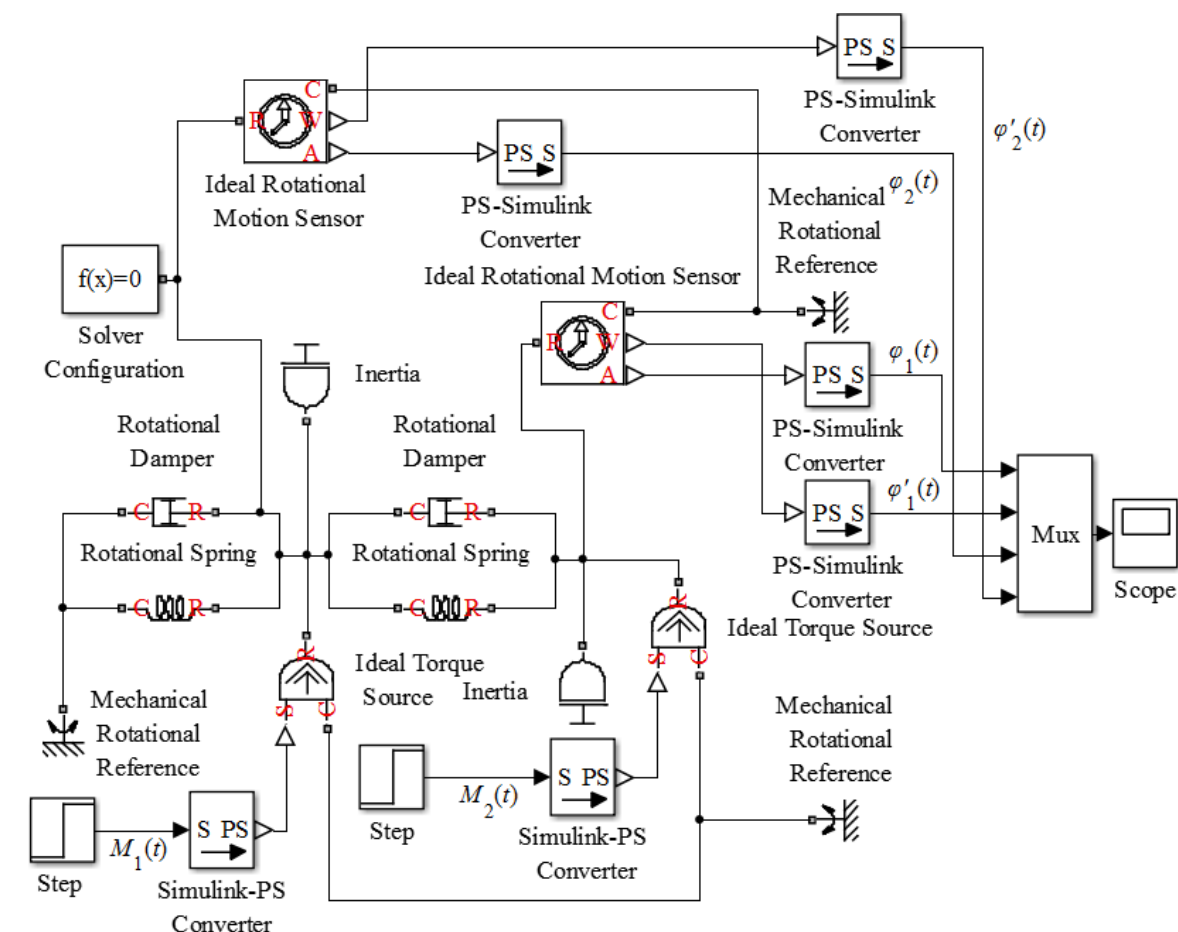 PS S
PS-Simulink
Converter
φ′2(t)
C
R
W
A
Ideal Rotational
Motion Sensor
PS S
PS-Simulink
Converter
Mechanical
Rotational
Reference
φ2(t)
f(x)=0
Solver
Configuration
Ideal Rotational Motion Sensor
C
R
W
A
PS S
φ1(t)
PS-Simulink
Converter
PS S
φ′1(t)
PS-Simulink
Converter
Mux
Scope
Inertia
Rotational
Damper
C R
Rotational Spring
C R
Rotational
Damper
C R
Rotational Spring
C R
Mechanical
Rotational
Reference
R
S
C
Ideal Torque
Source
Inertia
R
S
C
Ideal Torque Source
Mechanical
Rotational
Reference
Step
M1(t)
S PS
Simulink-PS
Converter
Step
M2(t)
S PS
Simulink-PS
Converter